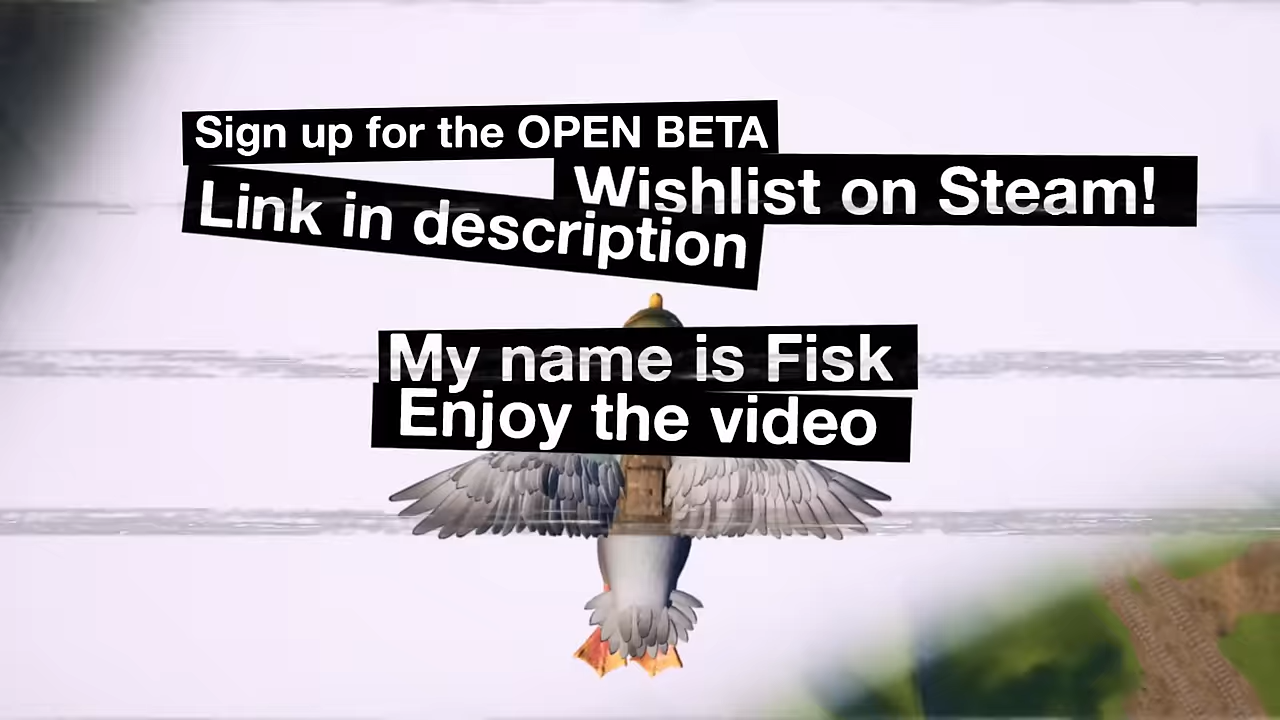 Sign up for the OPEN BETA
Wishlist on Steam!
Link in description
My name is Fisk
Enjoy the video